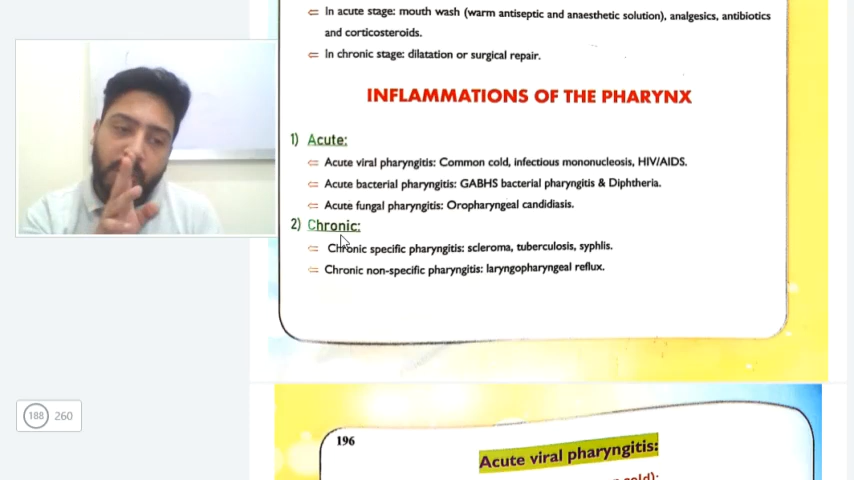 ⇐ In acute stage: mouth wash (warm antiseptic and anaesthetic solution), analgesics, antibiotics
and corticosteroids.
⇐ In chronic stage: dilatation or surgical repair.
INFLAMMATIONS OF THE PHARYNX
1) Acute:
⇐ Acute viral pharyngitis: Common cold, infectious mononucleosis, HIV/AIDS.
⇐ Acute bacterial pharyngitis: GABHS bacterial pharyngitis & Diphtheria.
⇐ Acute fungal pharyngitis: Oropharyngeal candidiasis.
2) Chronic:
⇐ Chronic specific pharyngitis: scleroma, tuberculosis, syphlis.
⇐ Chronic non-specific pharyngitis: laryngopharyngeal reflux.
188 260
196
Acute viral pharyngitis:
cold):